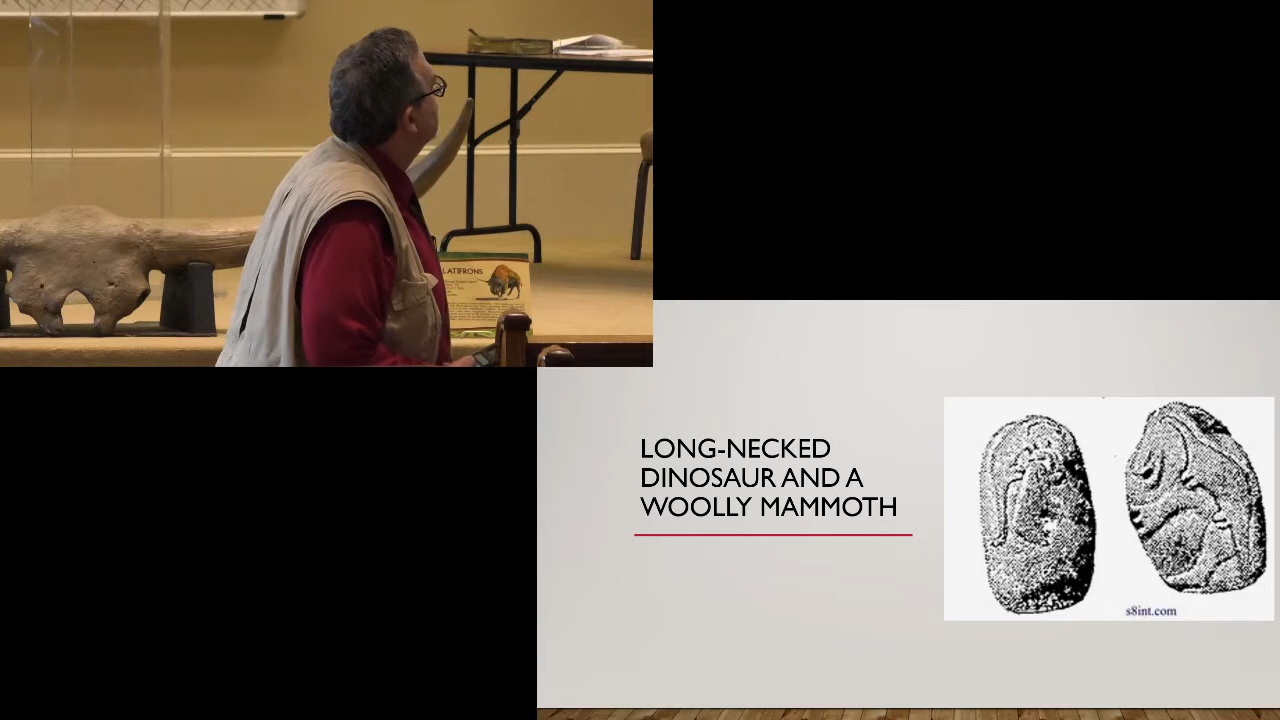 LATIFRONS
LONG-NECKED
DINOSAUR AND A
WOOLLY MAMMOTH
s8int.com